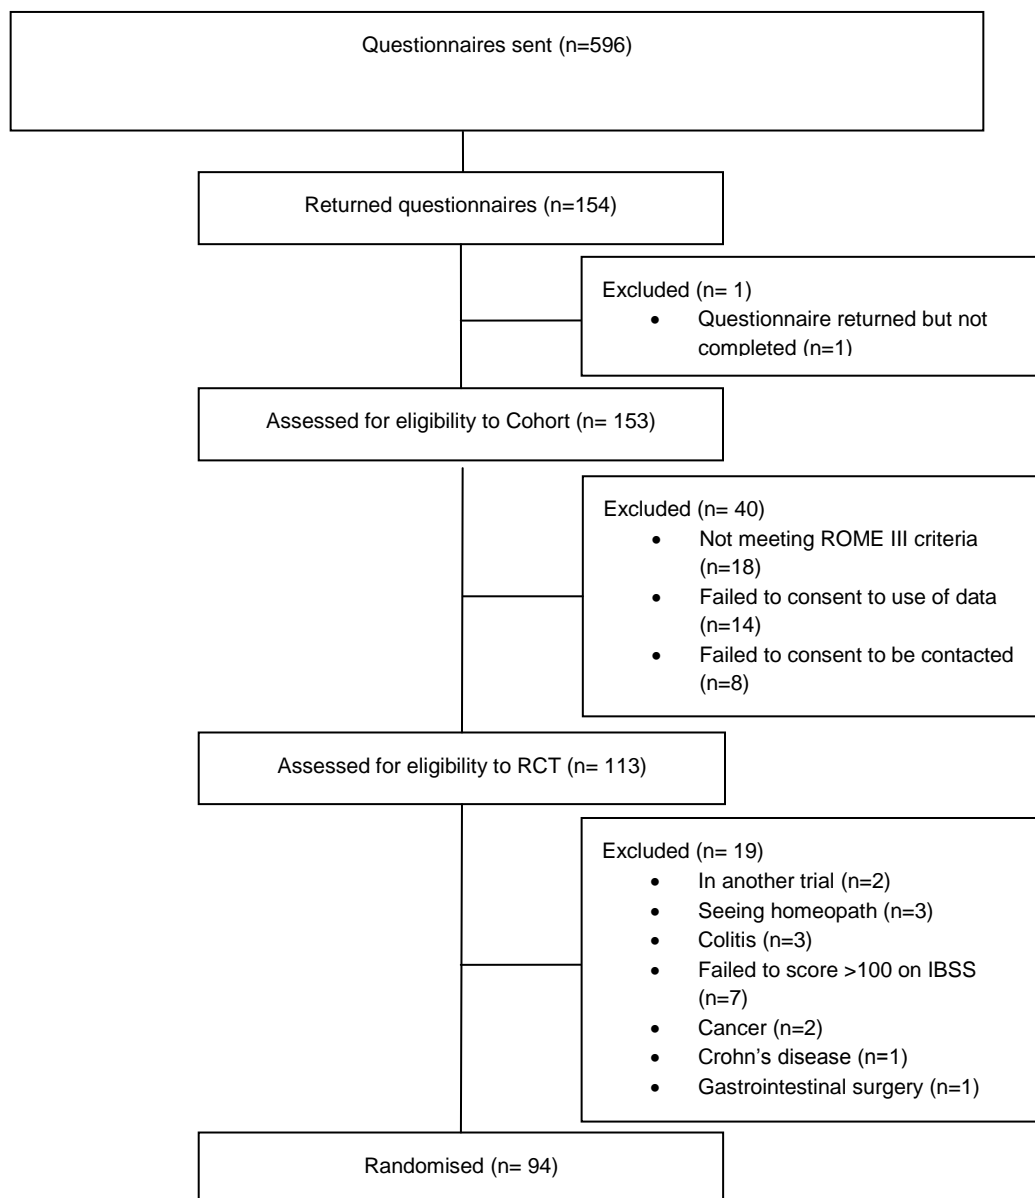 Questionnaires sent (n=596)
Returned questionnaires (n=154)
Excluded (n= 1)
• Questionnaire returned but not
completed (n=1)
Assessed for eligibility to Cohort (n= 153)
Excluded (n= 40)
• Not meeting ROME III criteria
(n=18)
• Failed to consent to use of data
(n=14)
• Failed to consent to be contacted
(n=8)
Assessed for eligibility to RCT (n= 113)
Excluded (n= 19)
• In another trial (n=2)
• Seeing homeopath (n=3)
• Colitis (n=3)
• Failed to score >100 on IBSS
(n=7)
• Cancer (n=2)
• Crohn’s disease (n=1)
• Gastrointestinal surgery (n=1)
Randomised (n= 94)